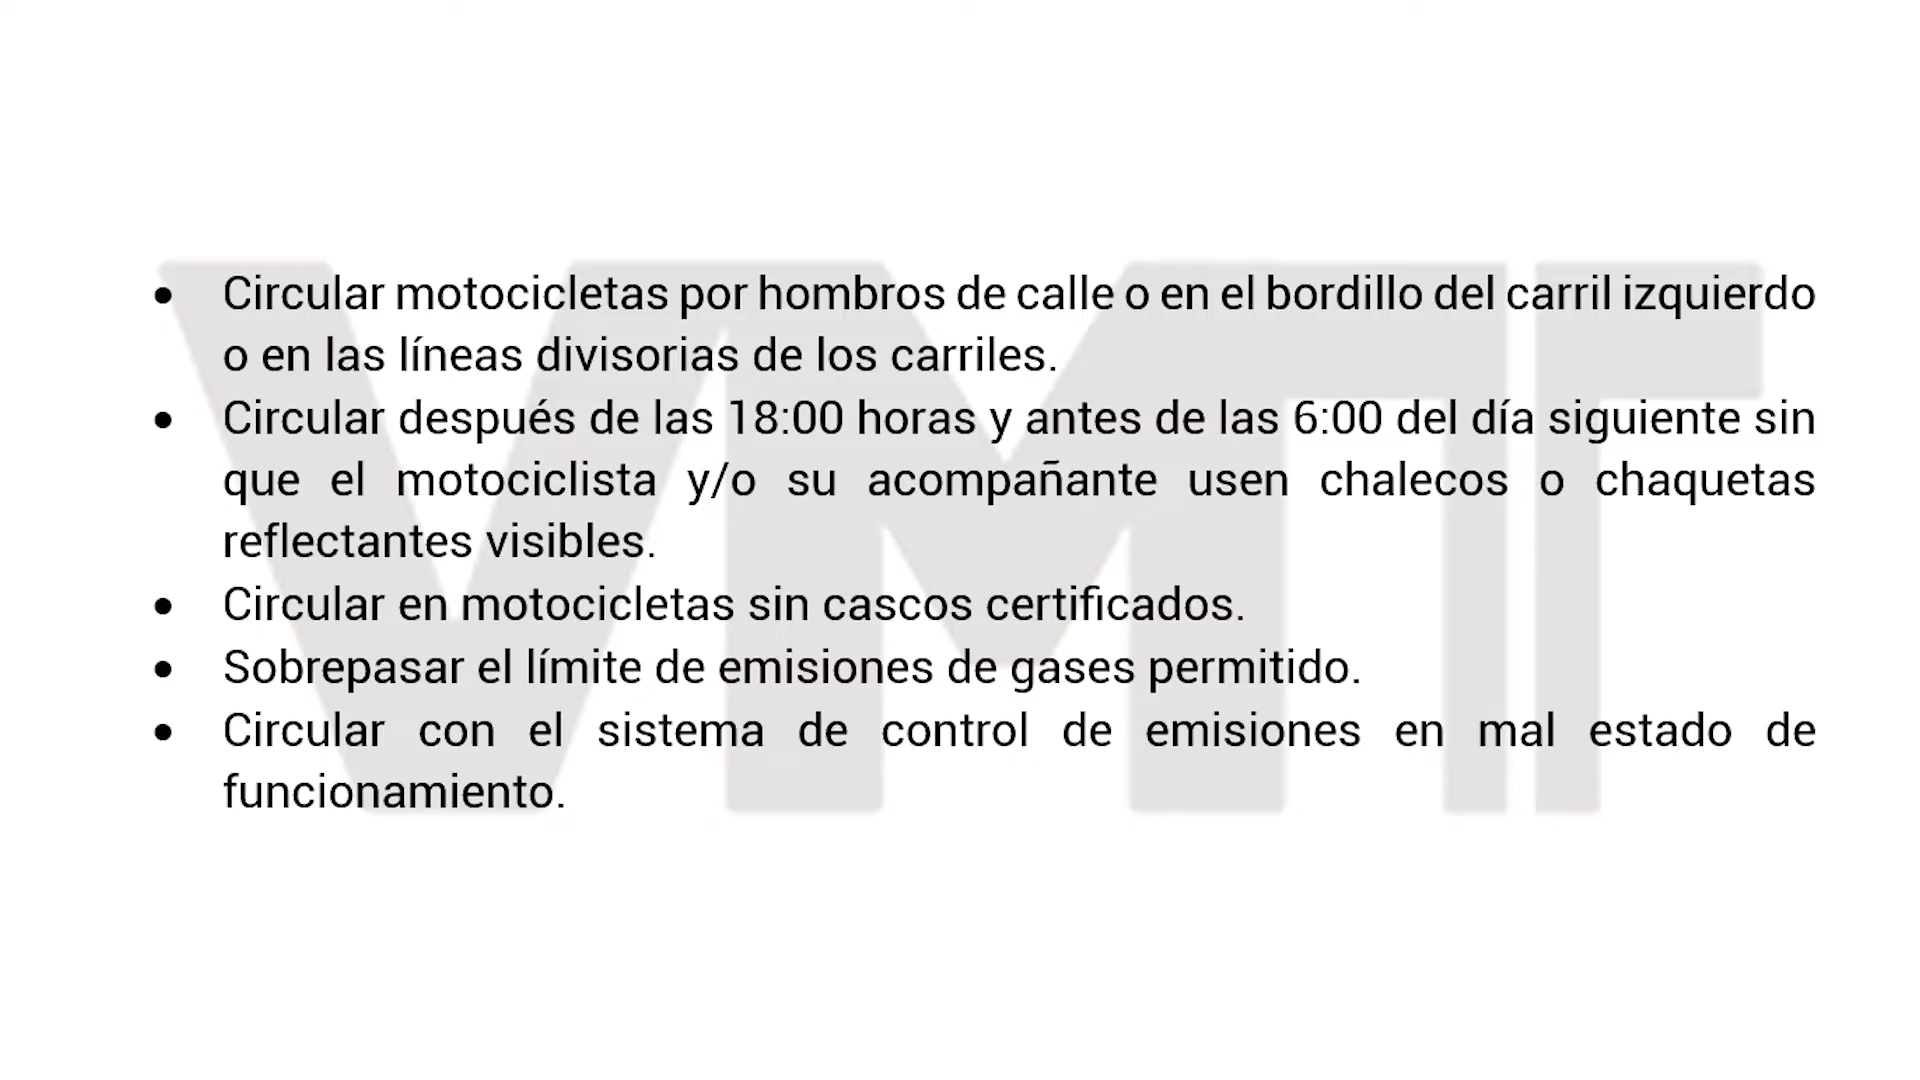 • Circular motocicletas por hombros de calle o en el bordillo del carril izquierdo
o en las líneas divisorias de los carriles.
• Circular después de las 18:00 horas y antes de las 6:00 del día siguiente sin
que el motociclista y/o su acompañante usen chalecos o chaquetas
reflectantes visibles.
• Circular en motocicletas sin cascos certificados.
• Sobrepasar el límite de emisiones de gases permitido.
• Circular con el sistema de control de emisiones en mal estado de
funcionamiento.
VMT